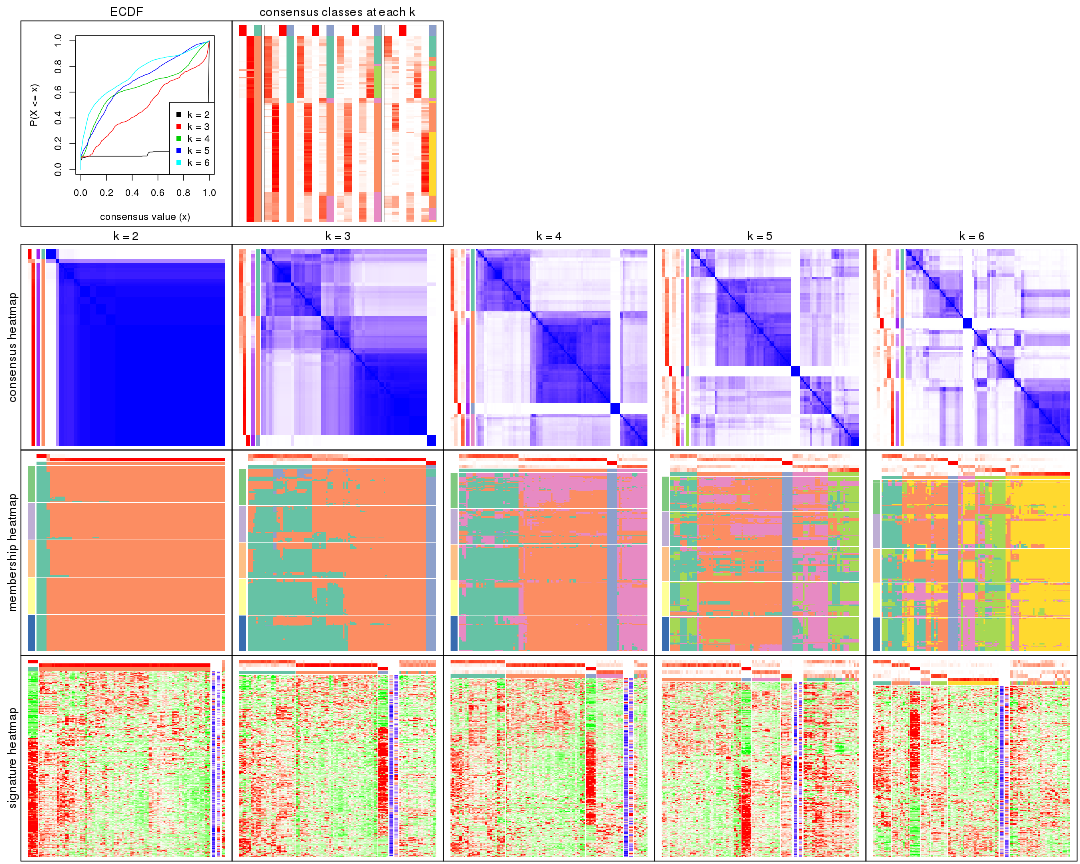 ECDF
consensus classes at each k
P(X <= x)
0.0
0.2
0.4
0.6
0.8
1.0
k = 2
k = 3
k = 4
k = 5
k = 6
0.0 0.2 0.4 0.6 0.8 1.0
consensus value (x)
k = 2
k = 3
k = 4
k = 5
k = 6
consensus heatmap
membership heatmap
signature heatmap